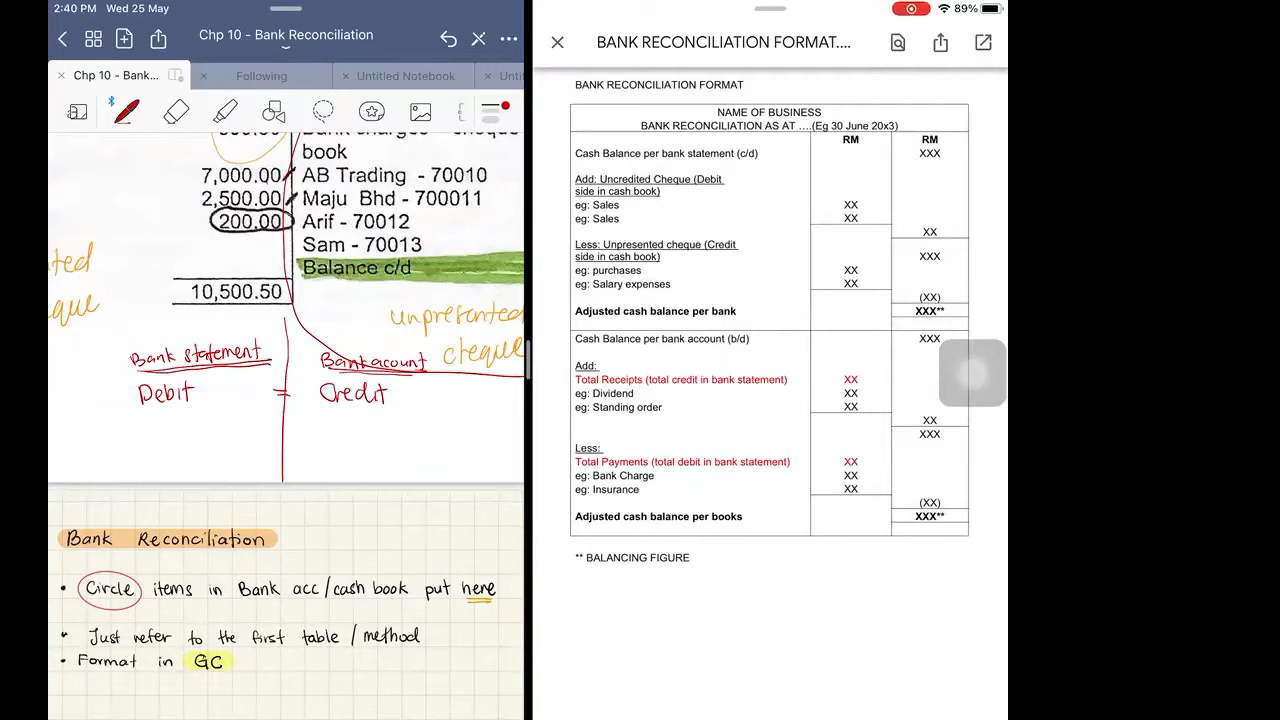 2:40 PM Wed 25 May
Chp 10 - Bank Reconciliation
Chp 10 - Bank...
Following
Untitled Notebook
Bank charges - cheque
book
7,000.00 AB Trading - 70010
2,500.00 Maju Bhd - 700011
200.00 Arif - 70012
Sam - 70013
Balance c/d
10,500.50
unpresented
cheque
Bank statement
Bank acount
Debit = Credit
Bank Reconciliation
• Circle items in Bank acc/cash book put here
• Just refer to the first table/method
• Format in GC
89%
BANK RECONCILIATION FORMAT....
BANK RECONCILIATION FORMAT
NAME OF BUSINESS
BANK RECONCILIATION AS AT ….(Eg 30 June 20x3)
RM RM
Cash Balance per bank statement (c/d) XXX
Add: Uncredited Cheque (Debit
side in cash book)
eg: Sales XX
eg: Sales XX
XX
Less: Unpresented cheque (Credit
side in cash book) XXX
eg: purchases XX
eg: Salary expenses XX
(XX)
Adjusted cash balance per bank XXX**
Cash Balance per bank account (b/d) XXX
Add:
Total Receipts (total credit in bank statement) XX
eg: Dividend XX
eg: Standing order XX
XX
XXX
Less:
Total Payments (total debit in bank statement) XX
eg: Bank Charge XX
eg: Insurance XX
(XX)
Adjusted cash balance per books XXX**
** BALANCING FIGURE